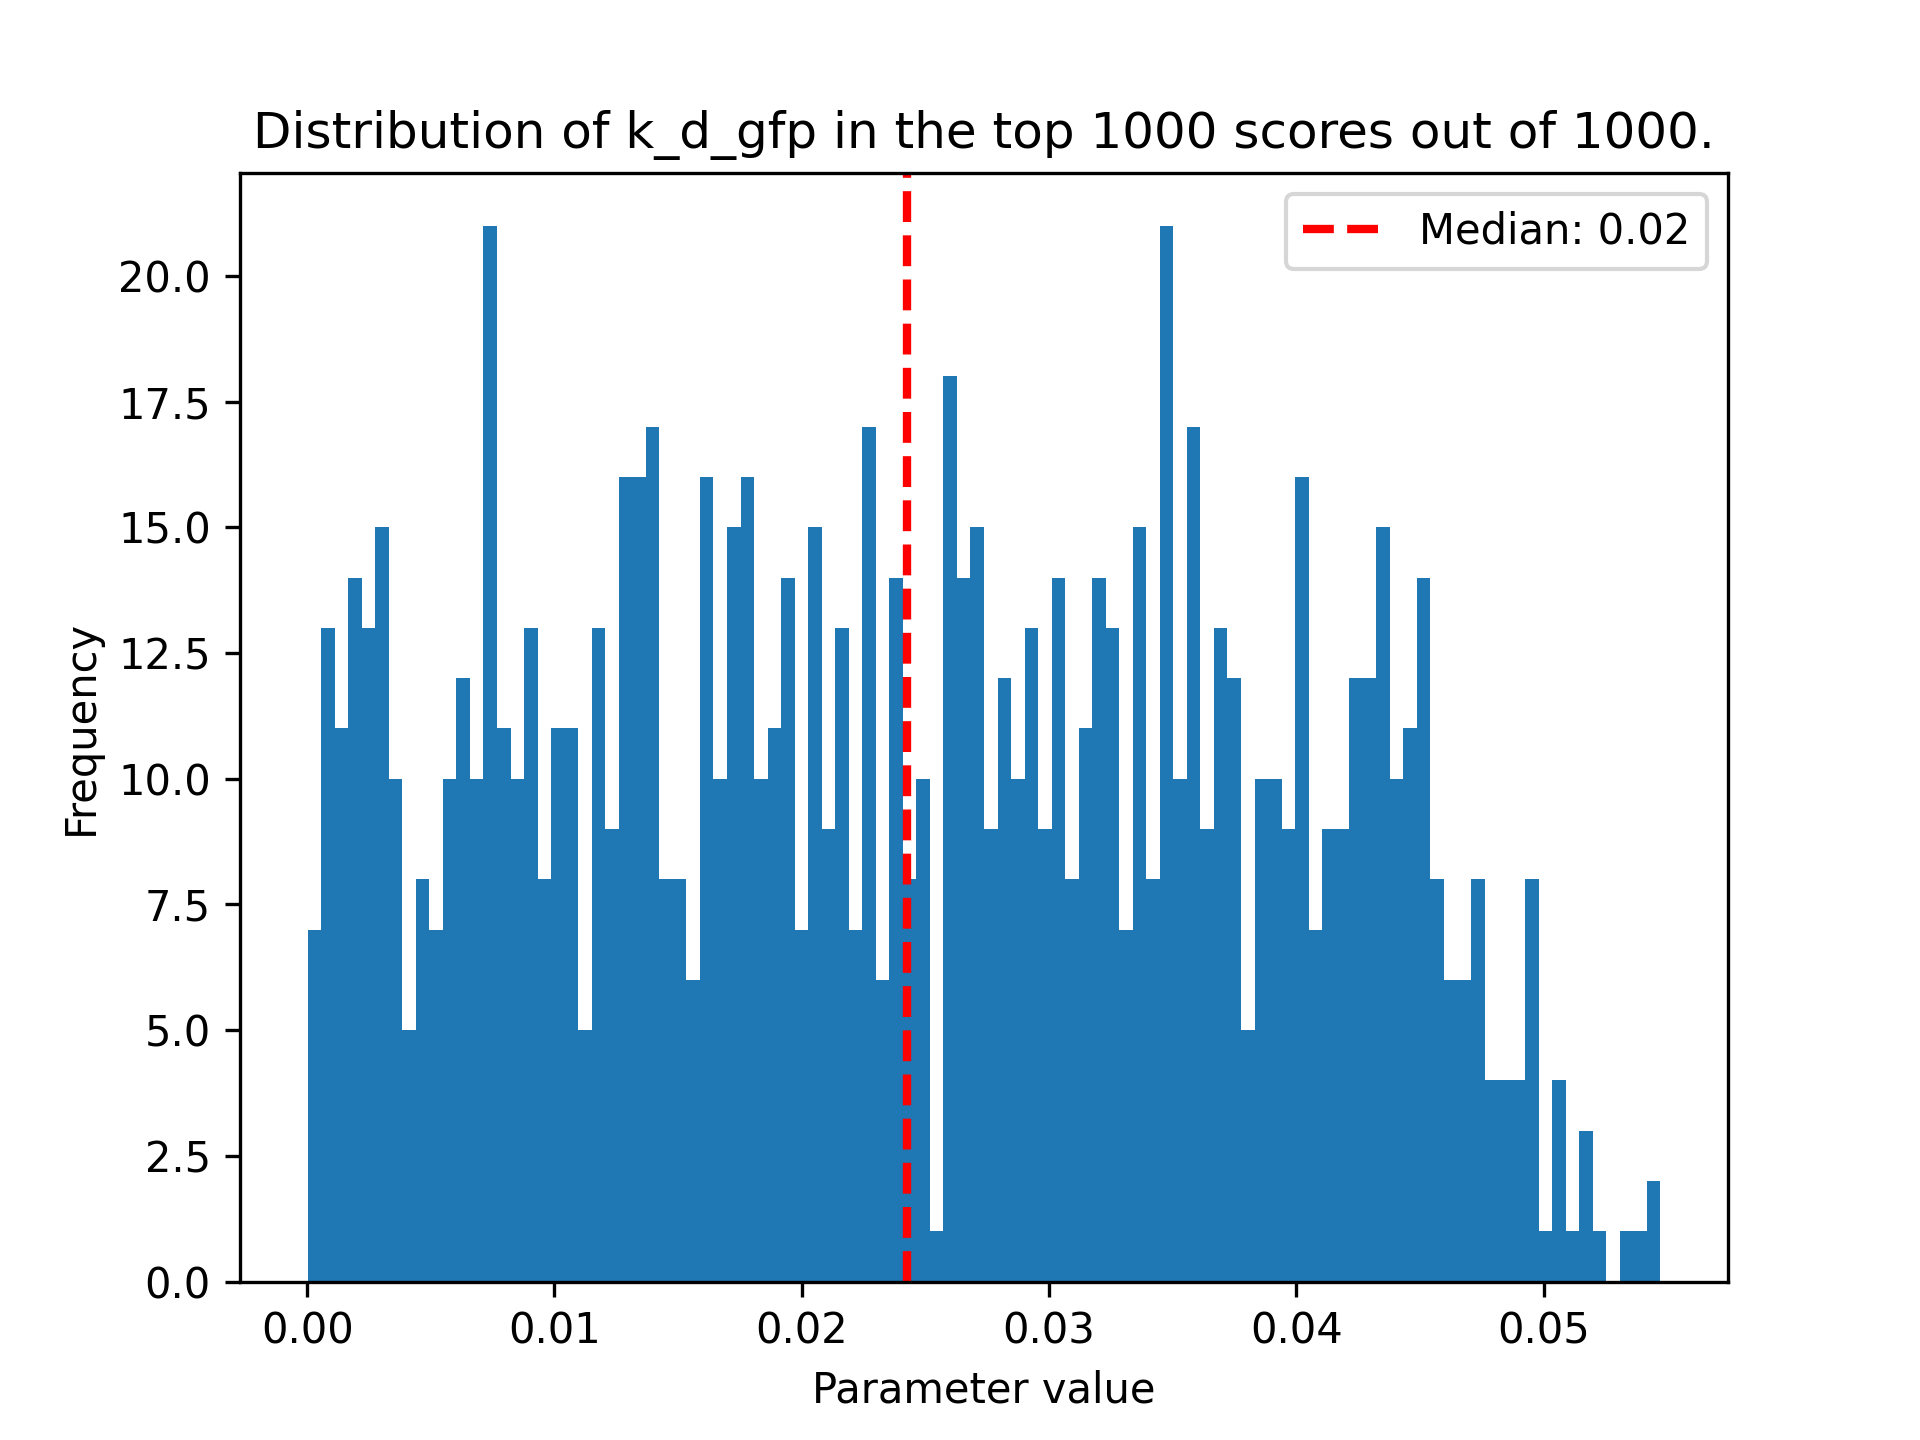 Distribution of k_d_gfp in the top 1000 scores out of 1000.
Median: 0.02
20.0
17.5
15.0
12.5
10.0
7.5
5.0
2.5
0.0
Frequency
0.00 0.01 0.02 0.03 0.04 0.05
Parameter value